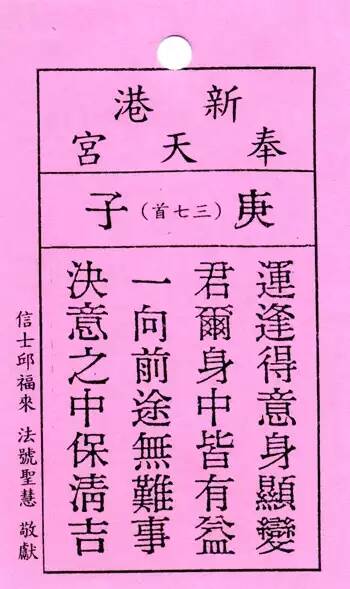 新港
奉天宮
庚子（三七首）
運逢得意身顯變
君爾身中皆有益
一向前途無難事
決意之中保清吉
信士邱福來 法號聖慧 敬獻